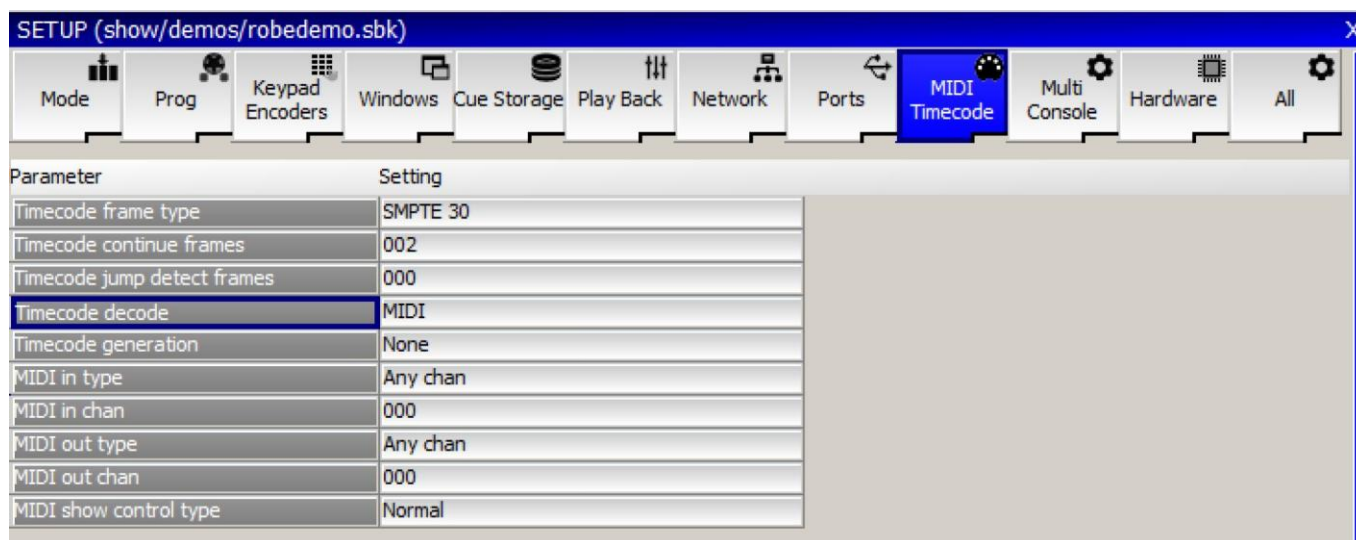 SETUP (show/demos/robedemo.sbk) X
Mode
Prog
Keypad
Encoders
Windows
Cue Storage
Play Back
Network
Ports
MIDI
Timecode
Multi
Console
Hardware
All
Parameter Setting
Timecode frame type SMPTE 30
Timecode continue frames 002
Timecode jump detect frames 000
Timecode decode MIDI
Timecode generation None
MIDI in type Any chan
MIDI in chan 000
MIDI out type Any chan
MIDI out chan 000
MIDI show control type Normal